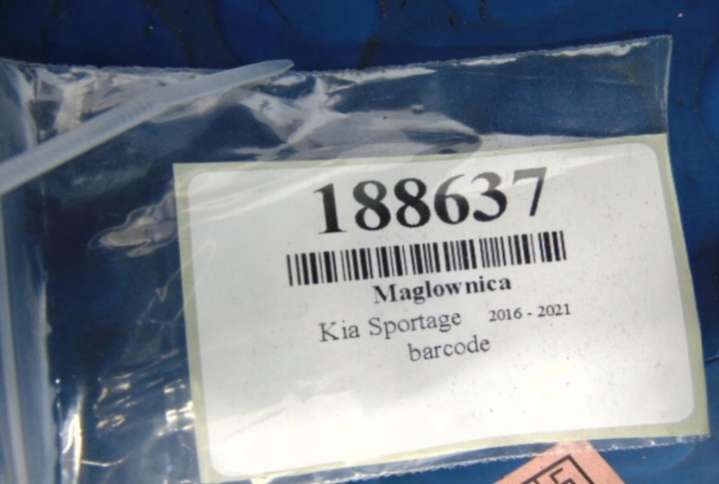 188637
Maglownica
Kia Sportage 2016 - 2021
barcode